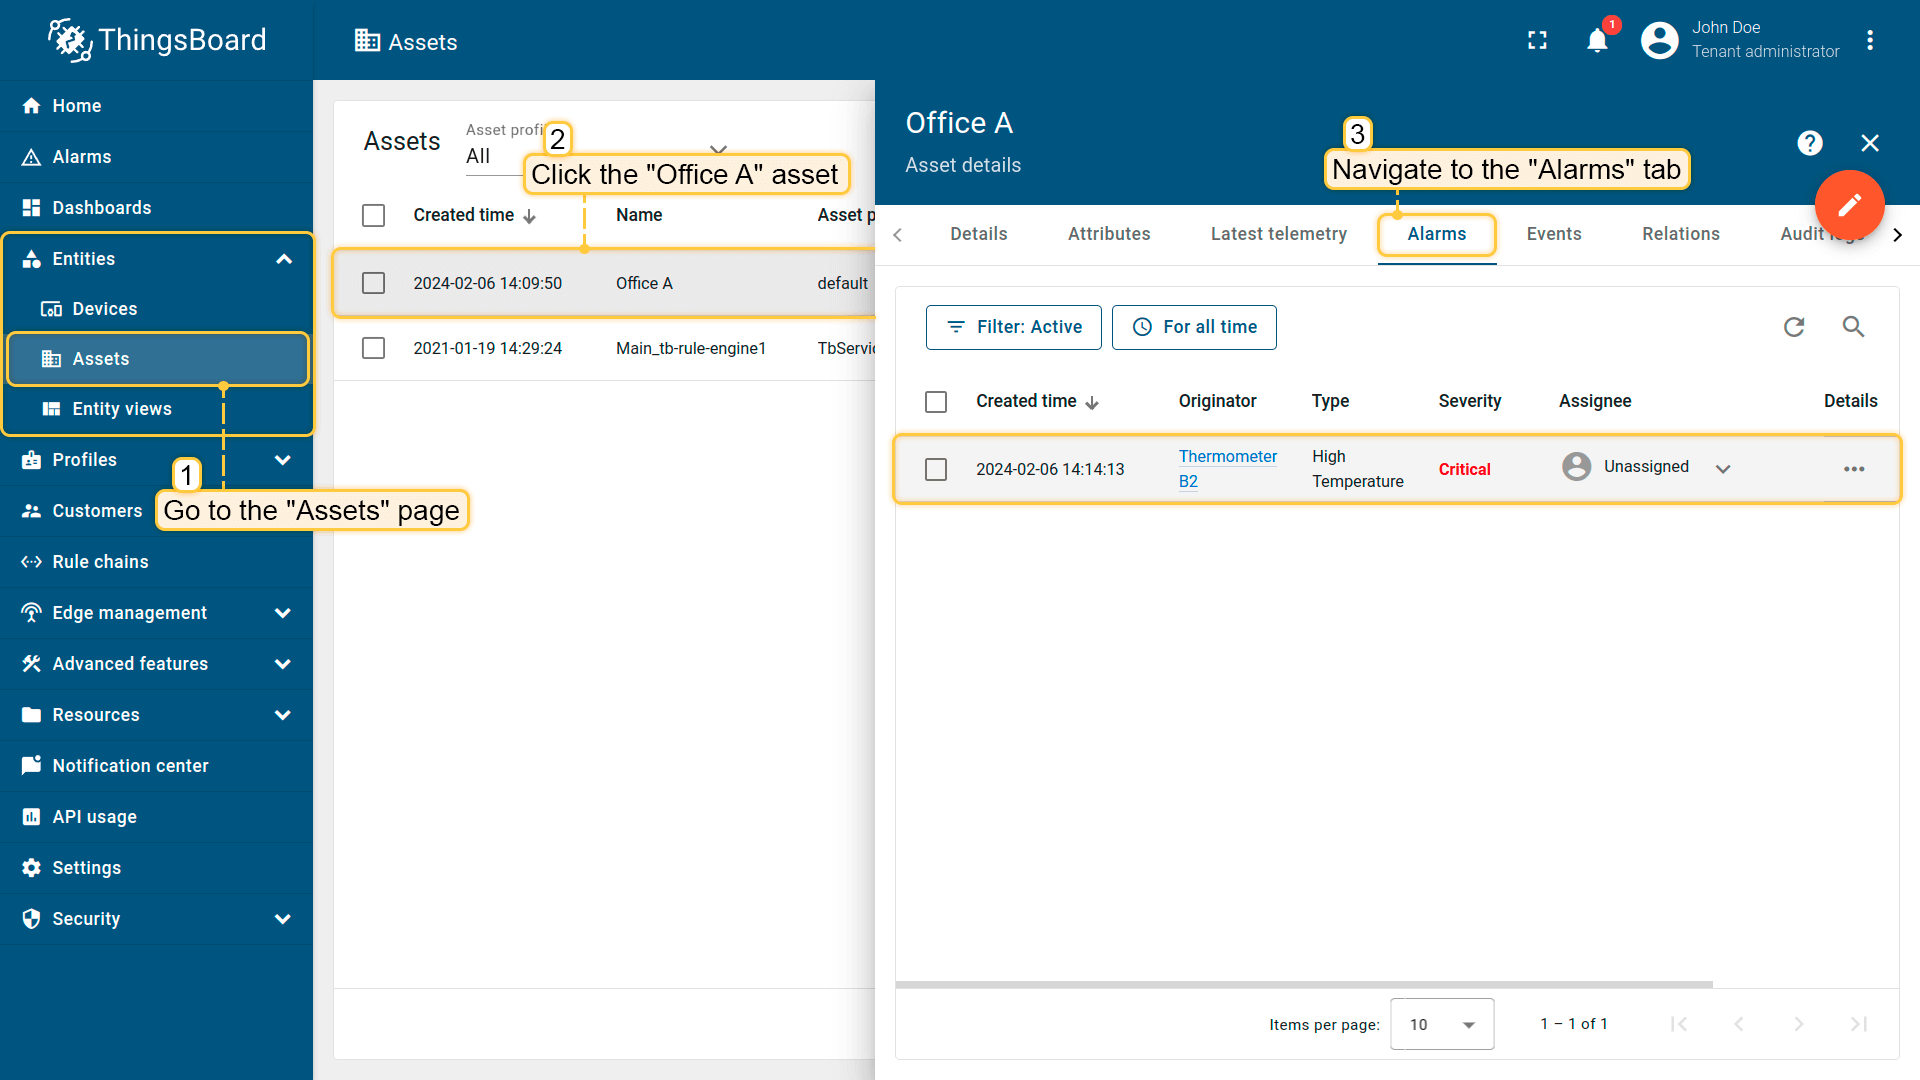 ThingsBoard
Assets
1
John Doe
Tenant administrator
Home
Alarms
Dashboards
Entities
Devices
Assets
Entity views
Profiles
Customers
Rule chains
Edge management
Advanced features
Resources
Notification center
API usage
Settings
Security
1
Go to the "Assets" page
Assets
Asset profi
All
2
Click the "Office A" asset
Created time Name Asset p
2024-02-06 14:09:50 Office A default
2021-01-19 14:29:24 Main_tb-rule-engine1 TbServic
Office A
Asset details
3
Navigate to the "Alarms" tab
Details Attributes Latest telemetry Alarms Events Relations Audit logs
Filter: Active For all time
Created time Originator Type Severity Assignee Details
2024-02-06 14:14:13 Thermometer B2 High Temperature Critical Unassigned
Items per page: 10 1 – 1 of 1